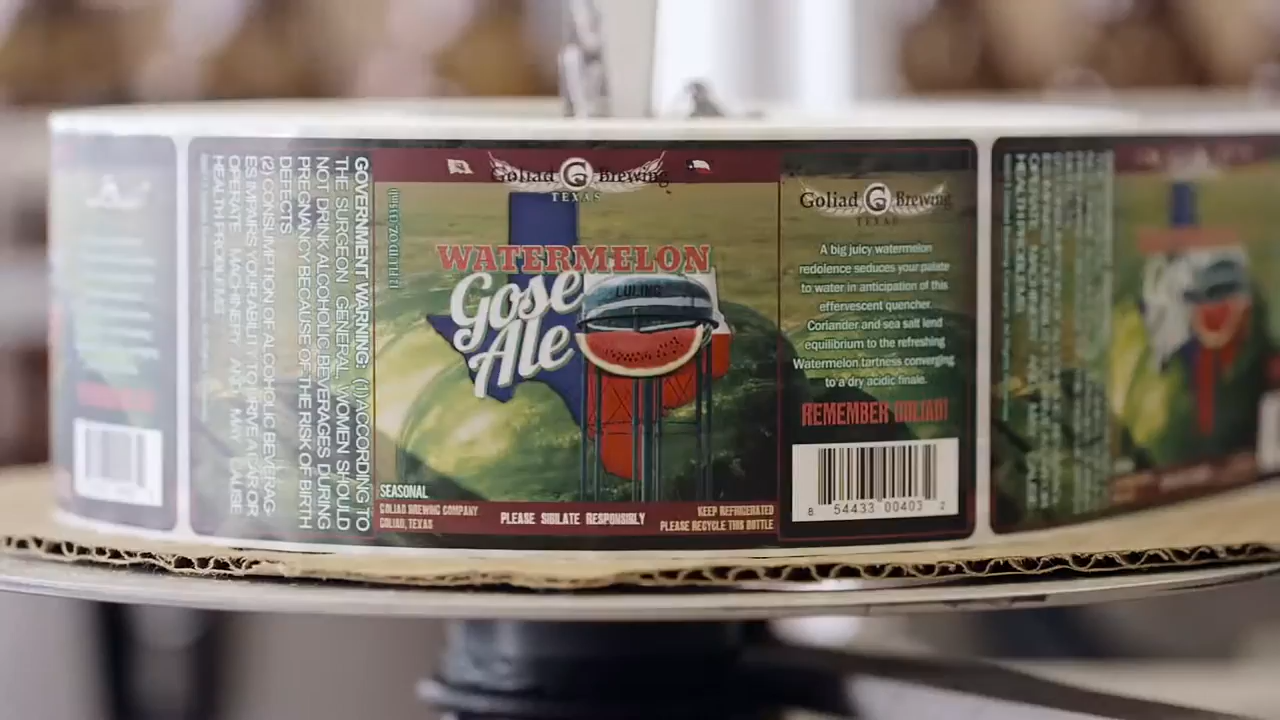 GOVERNMENT WARNING: (1) ACCORDING TO
THE SURGEON GENERAL, WOMEN SHOULD
NOT DRINK ALCOHOLIC BEVERAGES DURING
PREGNANCY BECAUSE OF THE RISK OF BIRTH
DEFECTS
(2) CONSUMPTION OF ALCOHOLIC BEVERAG-
ES IMPAIRS YOUR ABILITY TO DRIVE A CAR OR
OPERATE MACHINERY MAY CAUSE
HEALTH PROBLEMS
Goliad G Brewing
TEXAS
WATERMELON
Gose
Ale
LULING
SEASONAL
GOLIAD BREWING COMPANY
GOLIAD, TEXAS
PLEASE RESPONSIBLY
KEEP REFRIGERATED
PLEASE RECYCLE THIS BOTTLE
Goliad G Brewing
TEXAS
A big juicy watermelon
redolence seduces your palate
to water in anticipation of this
effervescent quencher.
Coriander and sea salt lend
equilibrium to the refreshing
Watermelon tartness converging
to a dry acidic finale.
REMEMBER GOLIAD!
8 54433 00403 2